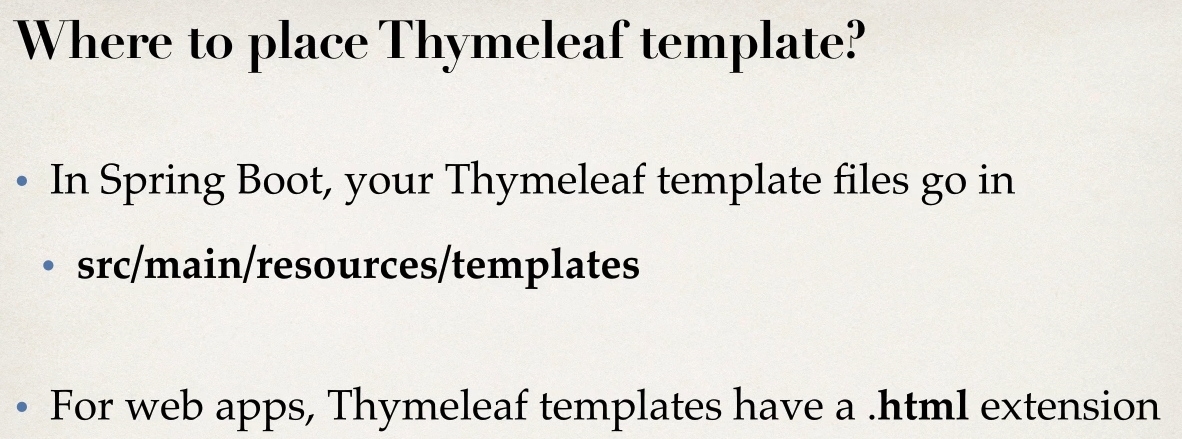 Where to place Thymeleaf template?
• In Spring Boot, your Thymeleaf template files go in
• src/main/resources/templates
• For web apps, Thymeleaf templates have a .html extension